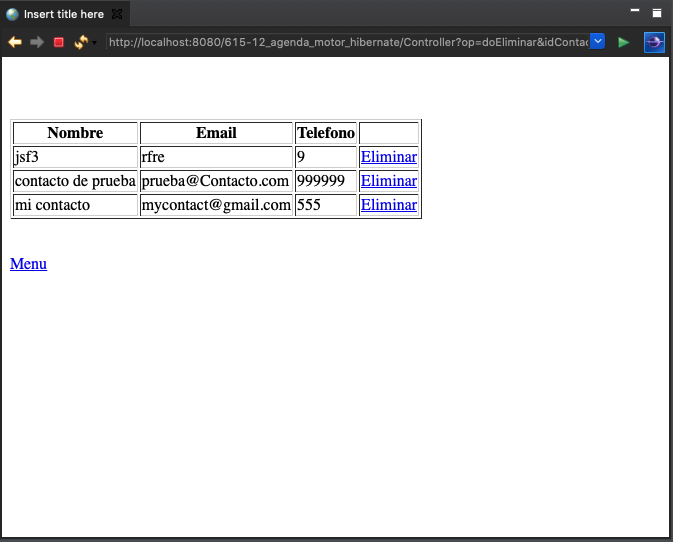 Insert title here
http://localhost:8080/615-12_agenda_motor_hibernate/Controller?op=doEliminar&idContac
Nombre Email Telefono
jsf3 rfre 9 Eliminar
contacto de prueba prueba@Contacto.com 999999 Eliminar
mi contacto mycontact@gmail.com 555 Eliminar
Menu